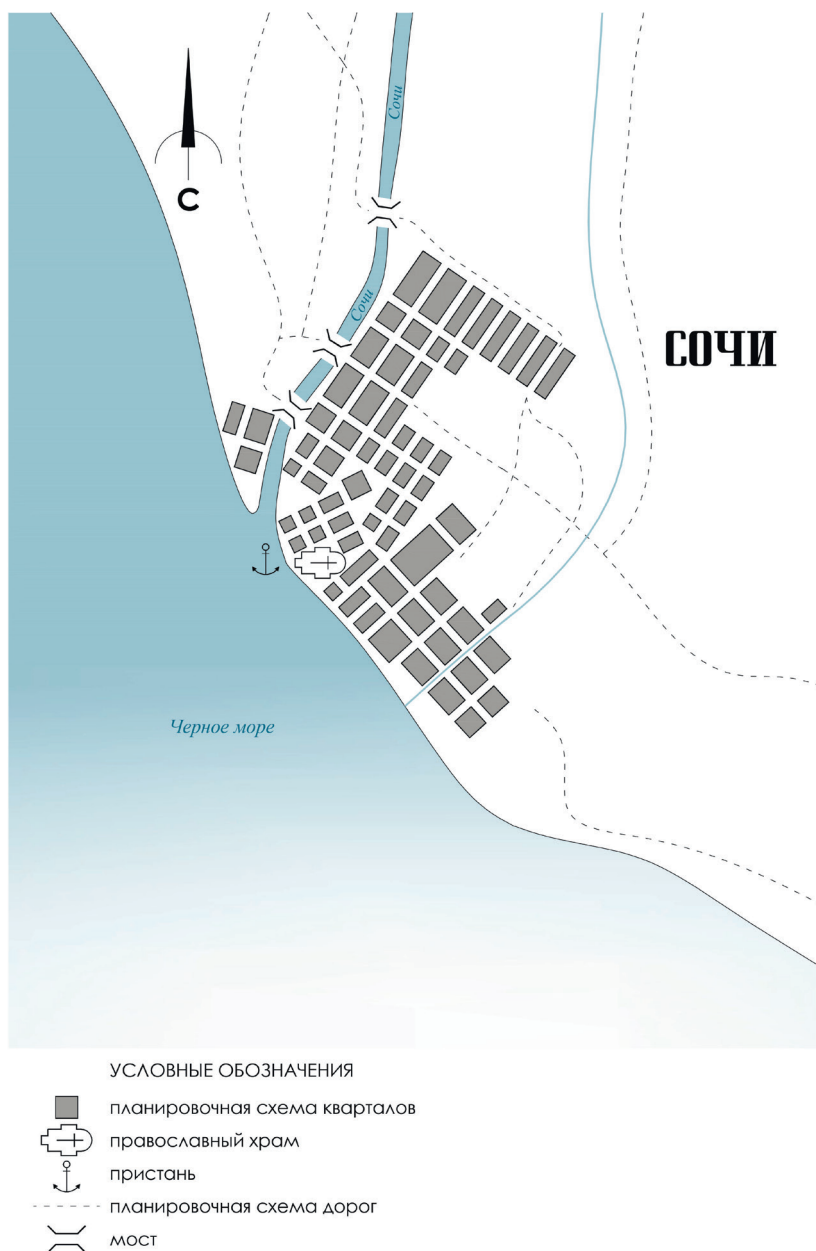 Сочи
С
Сочи
СОЧИ
Черное море
УСЛОВНЫЕ ОБОЗНАЧЕНИЯ
планировочная схема кварталов
православный храм
пристань
планировочная схема дорог
мост